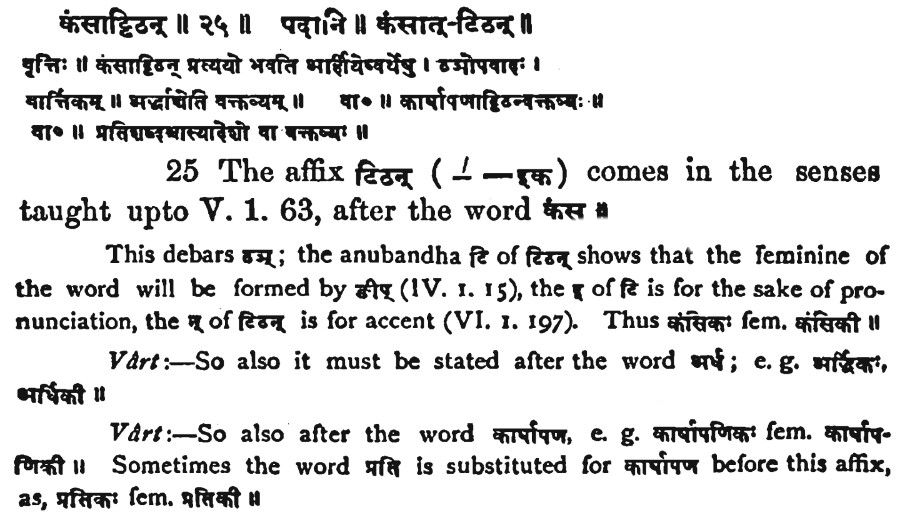 कंसाट्टिठन् ॥ २५ ॥ पदानि ॥ कंसात्-टिठन् ॥
वृत्तिः ॥ कंसाट्टिठन् प्रत्ययो भवति आर्हीयेष्वर्थेषु । ठञोपवादः ।
वार्त्तिकम् ॥ अर्द्धाच्चेति वक्तव्यम् ॥ वा० ॥ कार्षापणाट्टिठन्वक्तव्यः ॥
वा० ॥ प्रतिशब्दश्चास्यादेशो वा वक्तव्यः ॥
25 The affix टिठन् ( —इक) comes in the senses
taught upto V. 1. 63, after the word कंस ॥
This debars ठञ्; the anubandha टि of टिठन् shows that the feminine of
the word will be formed by ङीप् (IV. 1. 15), the इ of टि is for the sake of pro-
nunciation, the न् of टिठन् is for accent (VI. 1. 197). Thus कंसिकः fem. कंसिकी ॥
Vârt:—So also it must be stated after the word अर्ध; e. g. अर्द्धिकः,
अर्धिकी ॥
Vârt:—So also after the word कार्षापण, e. g. कार्षापणिकः fem. कार्षाप-
णिकी ॥ Sometimes the word प्रति is substituted for कार्षापण before this affix,
as, प्रतिकः fem. प्रतिकी ॥